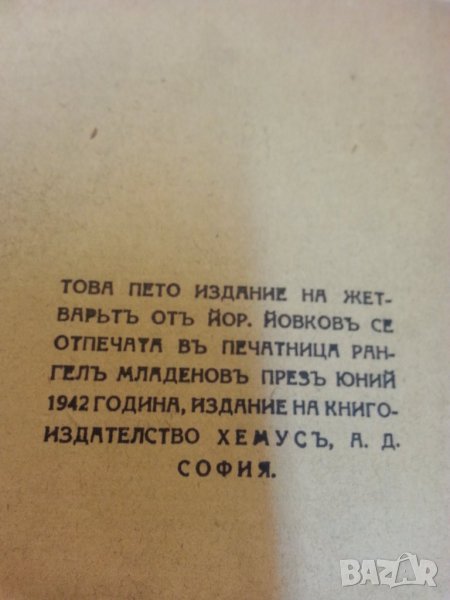 ТОВА ПЕТО ИЗДАНИЕ НА ЖЕТ-
ВАРЬТЪ ОТЪ ЙОР. ЙОВКОВЪ СЕ
ОТПЕЧАТА ВЪ ПЕЧАТНИЦА РАН-
ГЕЛЪ МЛАДЕНОВЪ ПРЕЗЪ ЮНИЙ
1942 ГОДИНА, ИЗДАНИЕ НА КНИГО-
ИЗДАТЕЛСТВО ХЕМУСЪ, А. Д.
СОФИЯ.
BAZAR